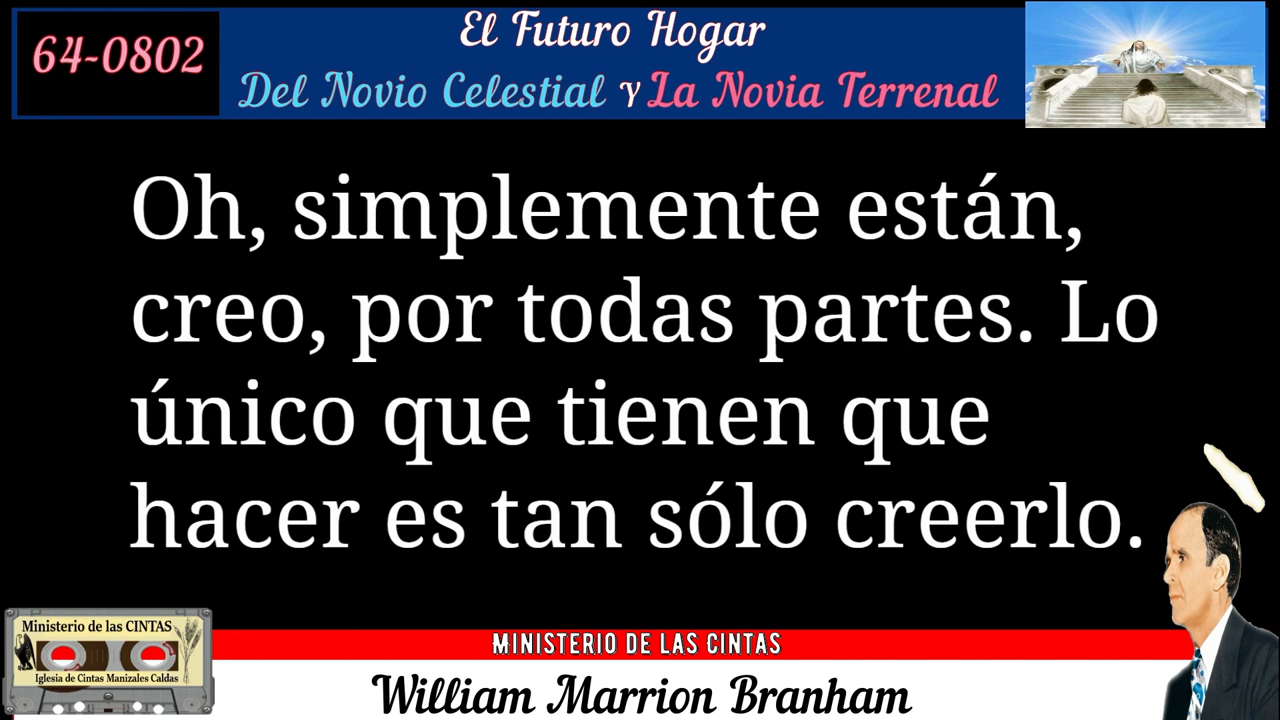 64-0802
El Futuro Hogar
Del Novio Celestial Y La Novia Terrenal
Oh, simplemente están,
creo, por todas partes. Lo
único que tienen que
hacer es tan sólo creerlo.
Ministerio de las CINTAS
Iglesia de Cintas Manizales Caldas
MINISTERIO DE LAS CINTAS
William Marrion Branham